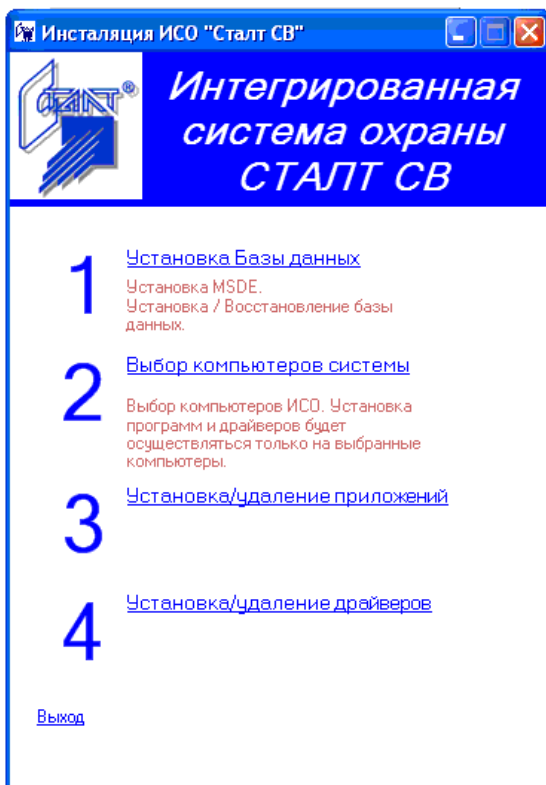 Инсталяция ИСО "Сталт СВ"
СТАЛТ®
Интегрированная
система охраны
СТАЛТ СВ
1
Установка Базы данных
Установка MSDE.
Установка / Восстановление базы
данных.
2
Выбор компьютеров системы
Выбор компьютеров ИСО. Установка
программ и драйверов будет
осуществляться только на выбранные
компьютеры.
3
Установка/удаление приложений
4
Установка/удаление драйверов
Выход